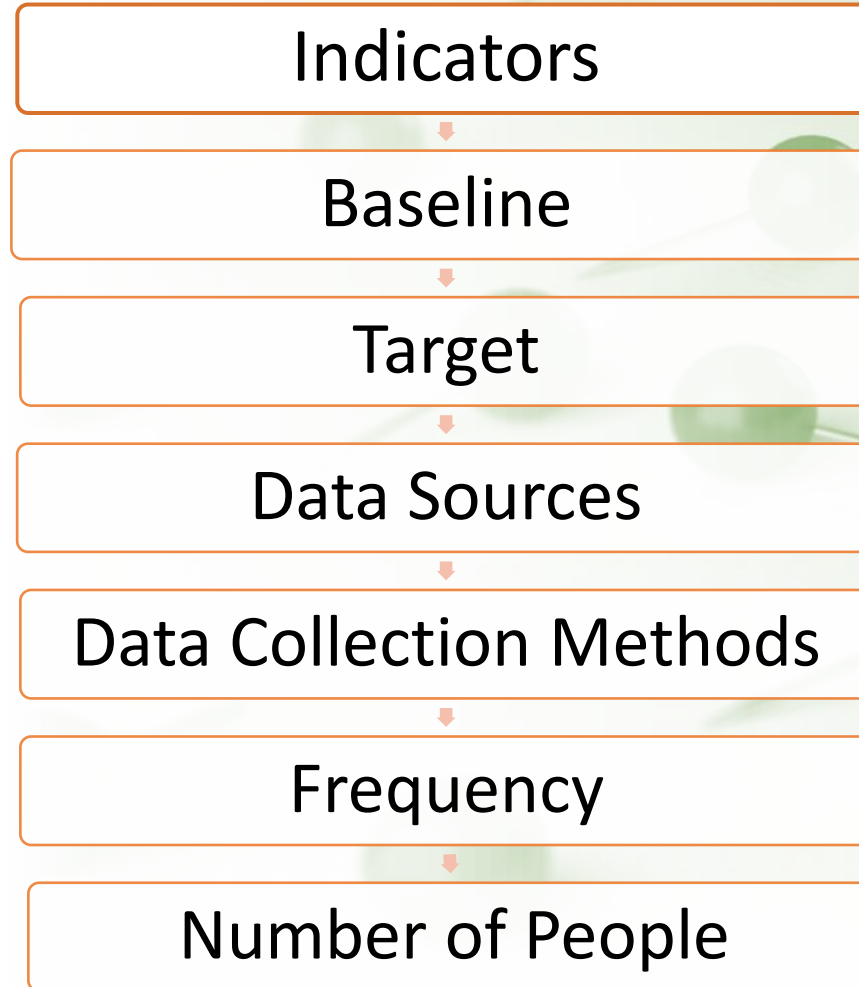 Indicators
Baseline
Target
Data Sources
Data Collection Methods
Frequency
Number of People